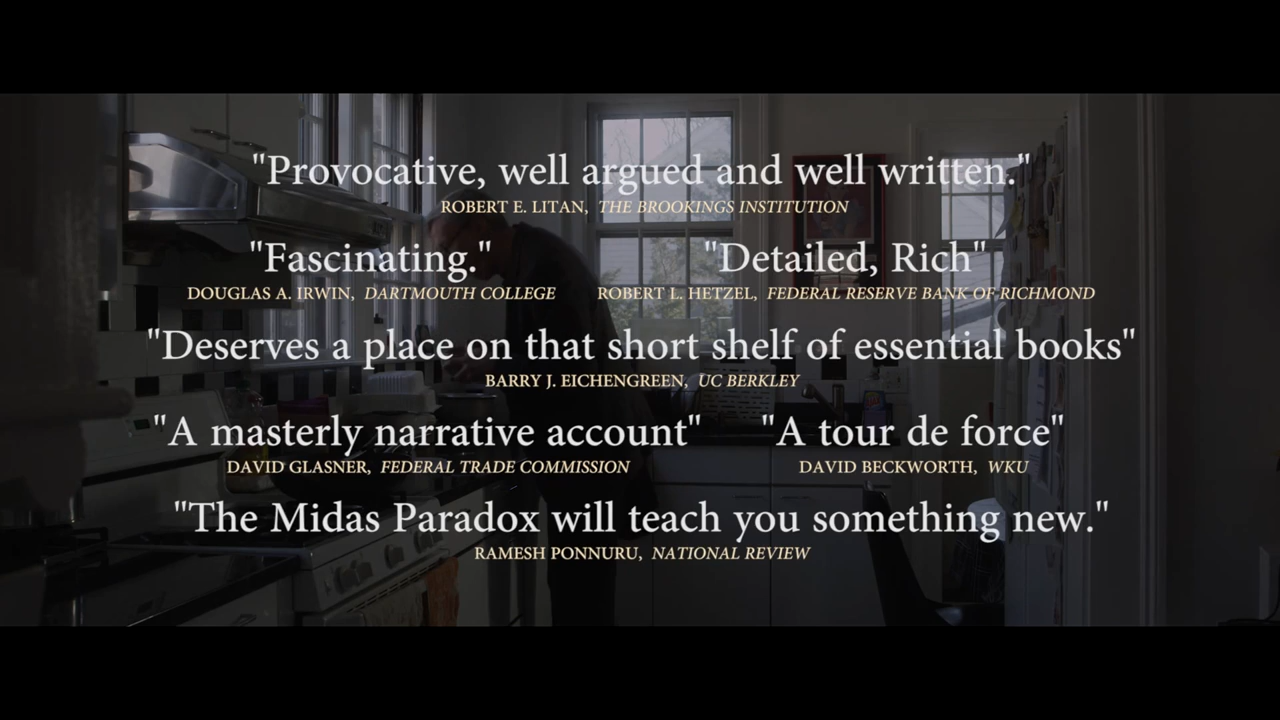 "Provocative, well argued and well written."
ROBERT E. LITAN, THE BROOKINGS INSTITUTION
"Fascinating."
DOUGLAS A. IRWIN, DARTMOUTH COLLEGE
"Detailed, Rich"
ROBERT L. HETZEL, FEDERAL RESERVE BANK OF RICHMOND
"Deserves a place on that short shelf of essential books"
BARRY J. EICHENGREEN, UC BERKLEY
"A masterly narrative account"
DAVID GLASNER, FEDERAL TRADE COMMISSION
"A tour de force"
DAVID BECKWORTH, WKU
"The Midas Paradox will teach you something new."
RAMESH PONNURU, NATIONAL REVIEW